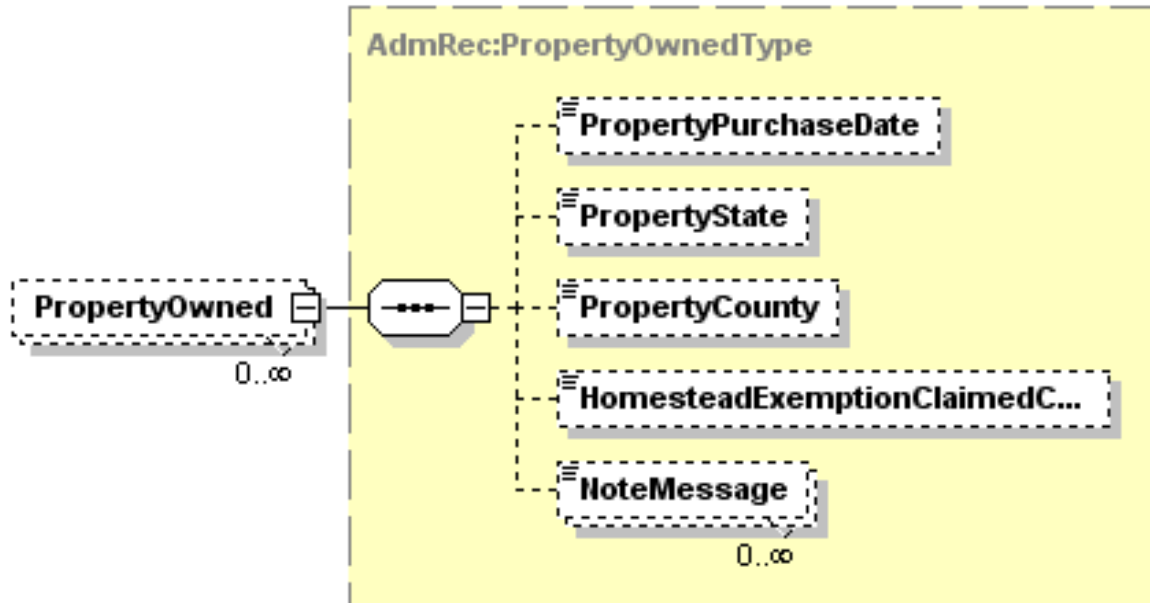 AdmRec:PropertyOwnedType
PropertyPurchaseDate
PropertyState
PropertyOwned
PropertyCounty
0..∞
HomesteadExemptionClaimedC...
NoteMessage
0..∞